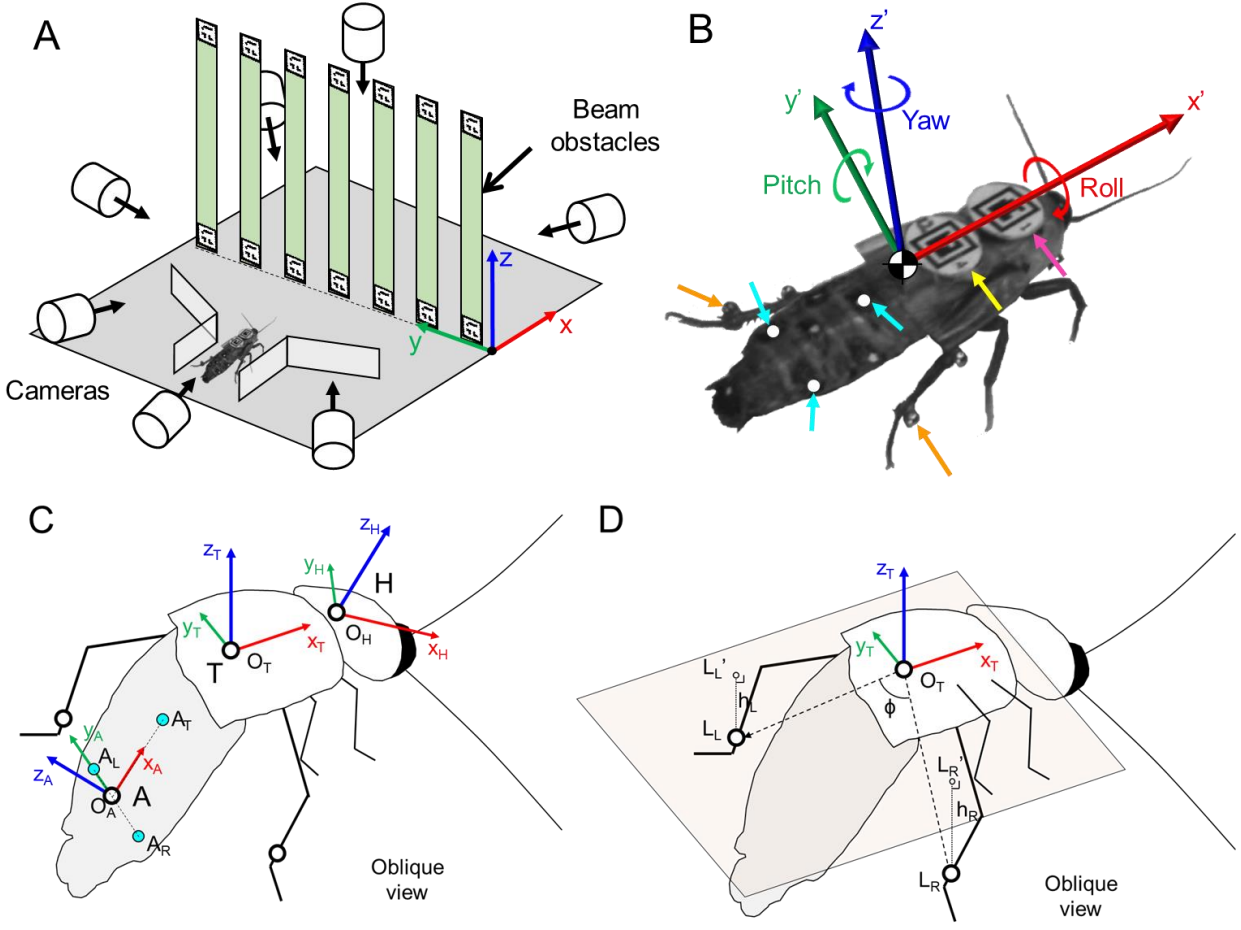 A
Beam
obstacles
z
x
y
Cameras
B
z'
y'
x'
Yaw
Pitch
Roll
C
z_H
y_H
H
z_T
y_T
x_T
O_H
x_H
T
O_T
A_T
y_A
A_L
x_A
z_A
O_A
A
A_R
Oblique
view
D
z_T
y_T
x_T
O_T
L_L'
h_L
ϕ
L_L
L_R'
h_R
L_R
Oblique
view